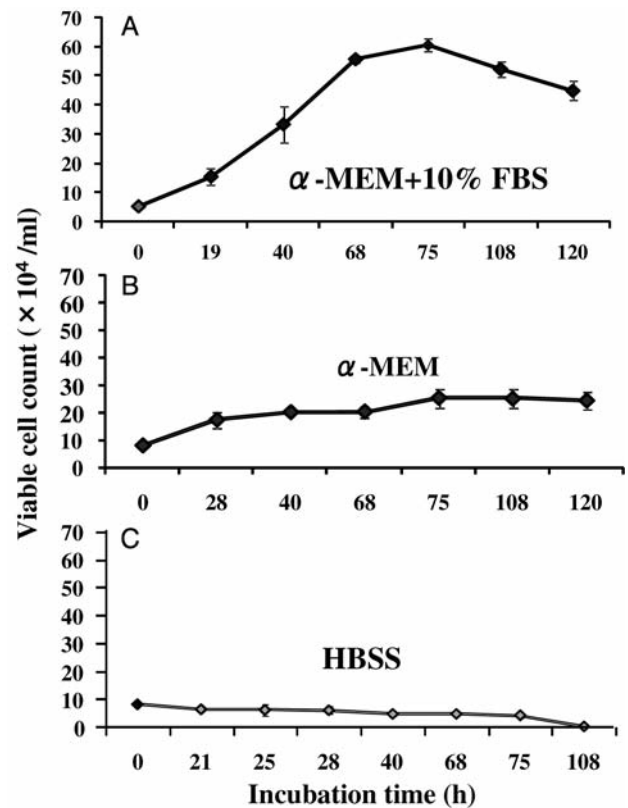 Viable cell count ( × 10⁴ /ml)
A
70
60
50
40
30
20
10
0
α-MEM+10% FBS
0 19 40 68 75 108 120
B
70
60
50
40
30
20
10
0
α-MEM
0 28 40 68 75 108 120
C
70
60
50
40
30
20
10
0
HBSS
0 21 25 28 40 68 75 108
Incubation time (h)